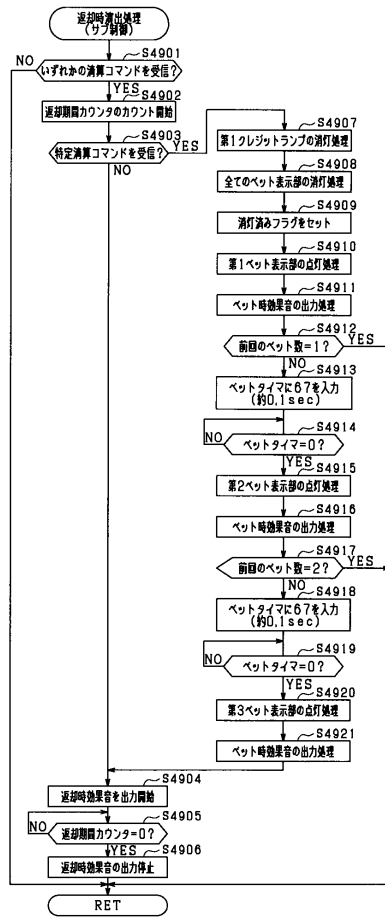 返却時演出処理
(サブ制御)
S4901
NO
いずれかの清算コマンドを受信?
YES
S4902
返却期間カウンタのカウント開始
S4903
特定清算コマンドを受信?
YES
NO
S4907
第1クレジットランプの消灯処理
S4908
全てのベット表示部の消灯処理
S4909
消灯済みフラグをセット
S4910
第1ベット表示部の点灯処理
S4911
ベット時効果音の出力処理
S4912
前回のベット数=1?
YES
NO
S4913
ベットタイマに67を入力
(約0.1sec)
S4914
NO
ベットタイマ=0?
YES
S4915
第2ベット表示部の点灯処理
S4916
ベット時効果音の出力処理
S4917
前回のベット数=2?
YES
NO
S4918
ベットタイマに67を入力
(約0.1sec)
S4919
NO
ベットタイマ=0?
YES
S4920
第3ベット表示部の点灯処理
S4921
ベット時効果音の出力処理
S4904
返却時効果音を出力開始
S4905
NO
返却期間カウンタ=0?
YES
S4906
返却時効果音の出力停止
RET